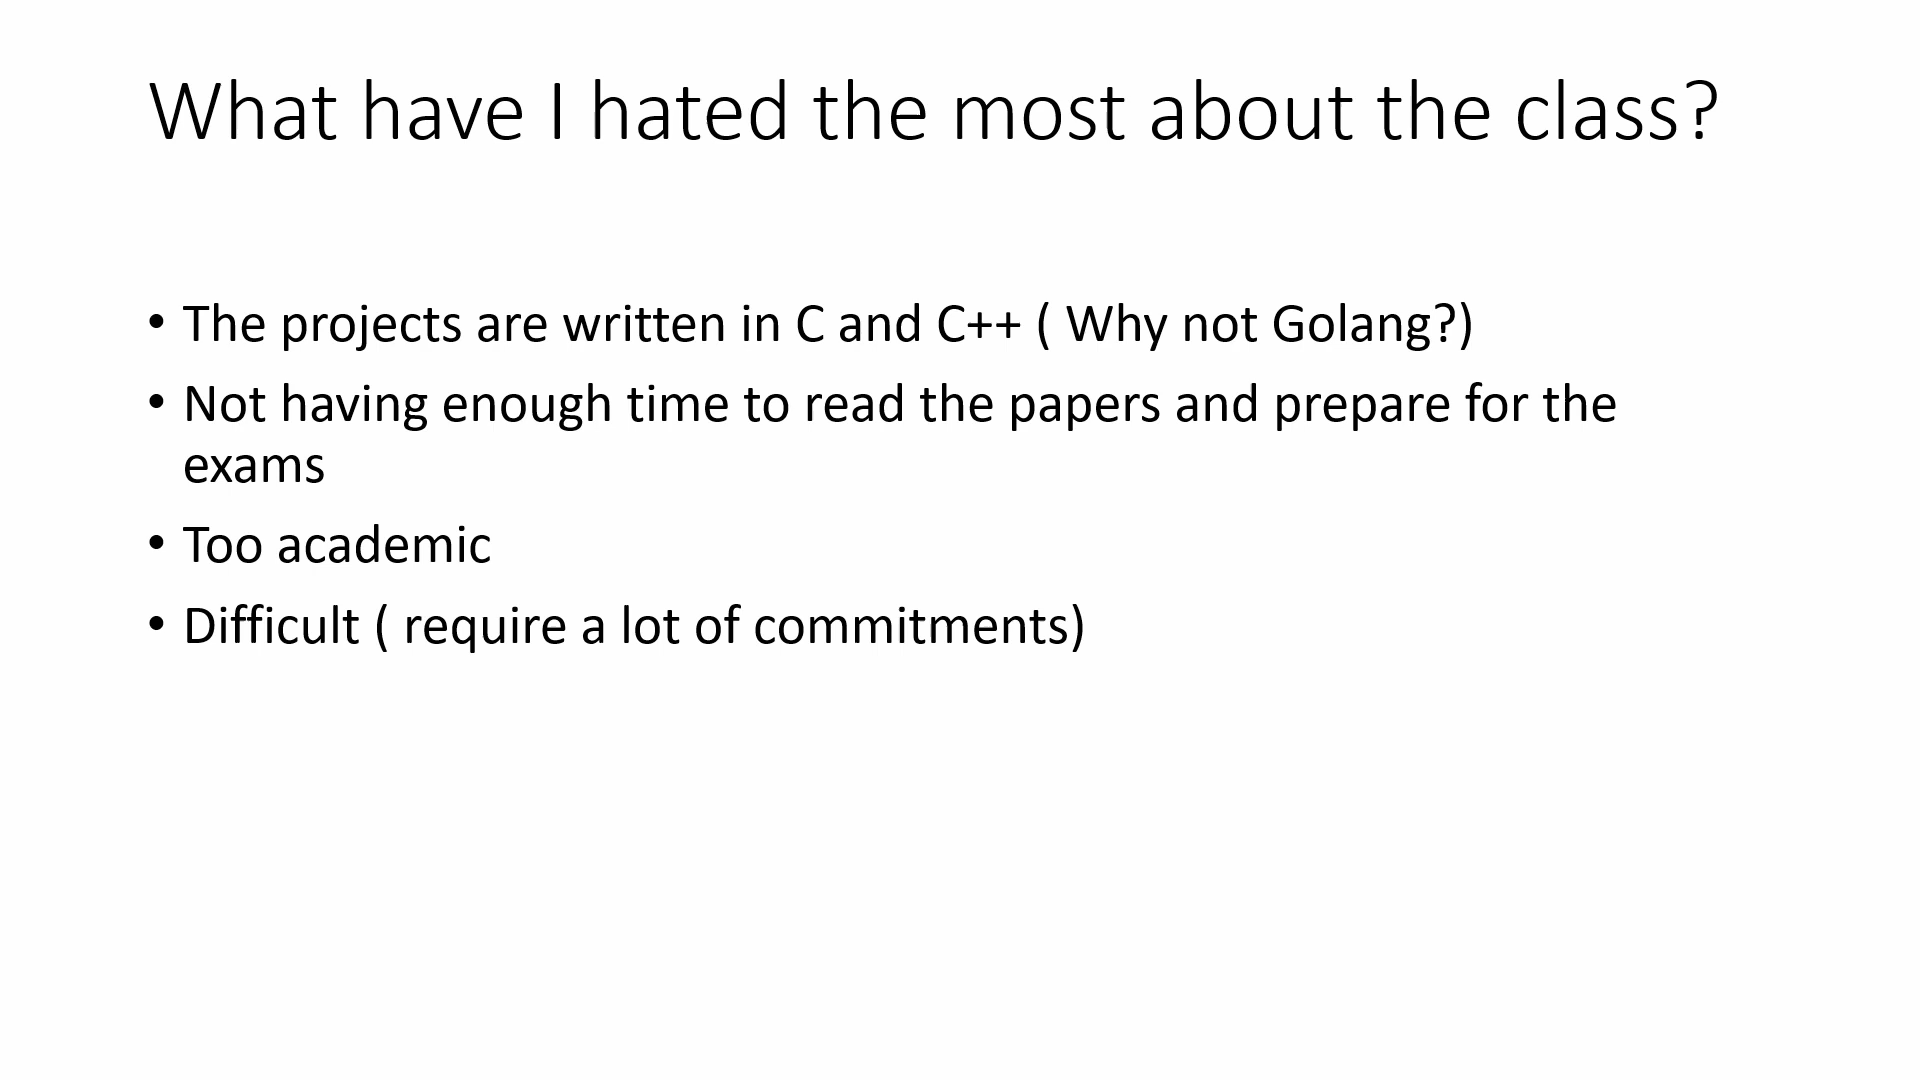 What have I hated the most about the class?
• The projects are written in C and C++ ( Why not Golang?)
• Not having enough time to read the papers and prepare for the
exams
• Too academic
• Difficult ( require a lot of commitments)